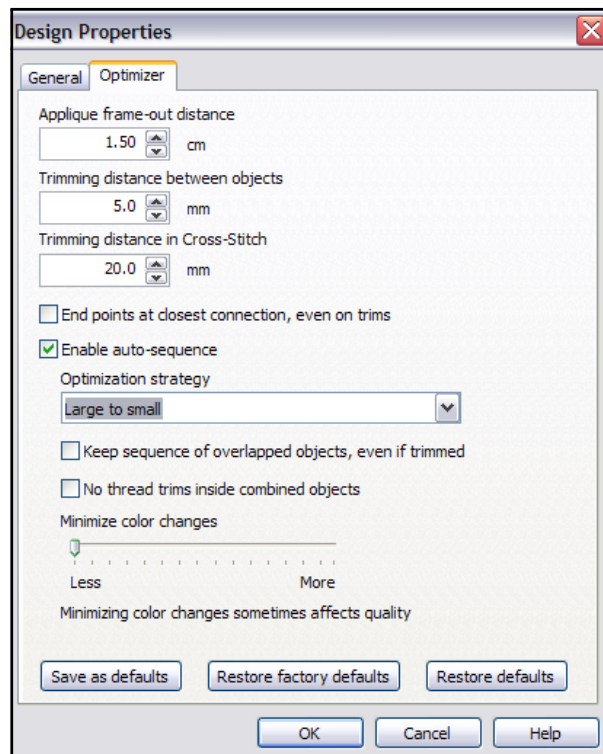 Design Properties
General Optimizer
Applique frame-out distance
1.50 cm
Trimming distance between objects
5.0 mm
Trimming distance in Cross-Stitch
20.0 mm
End points at closest connection, even on trims
Enable auto-sequence
Optimization strategy
Large to small
Keep sequence of overlapped objects, even if trimmed
No thread trims inside combined objects
Minimize color changes
Less More
Minimizing color changes sometimes affects quality
Save as defaults Restore factory defaults Restore defaults
OK Cancel Help